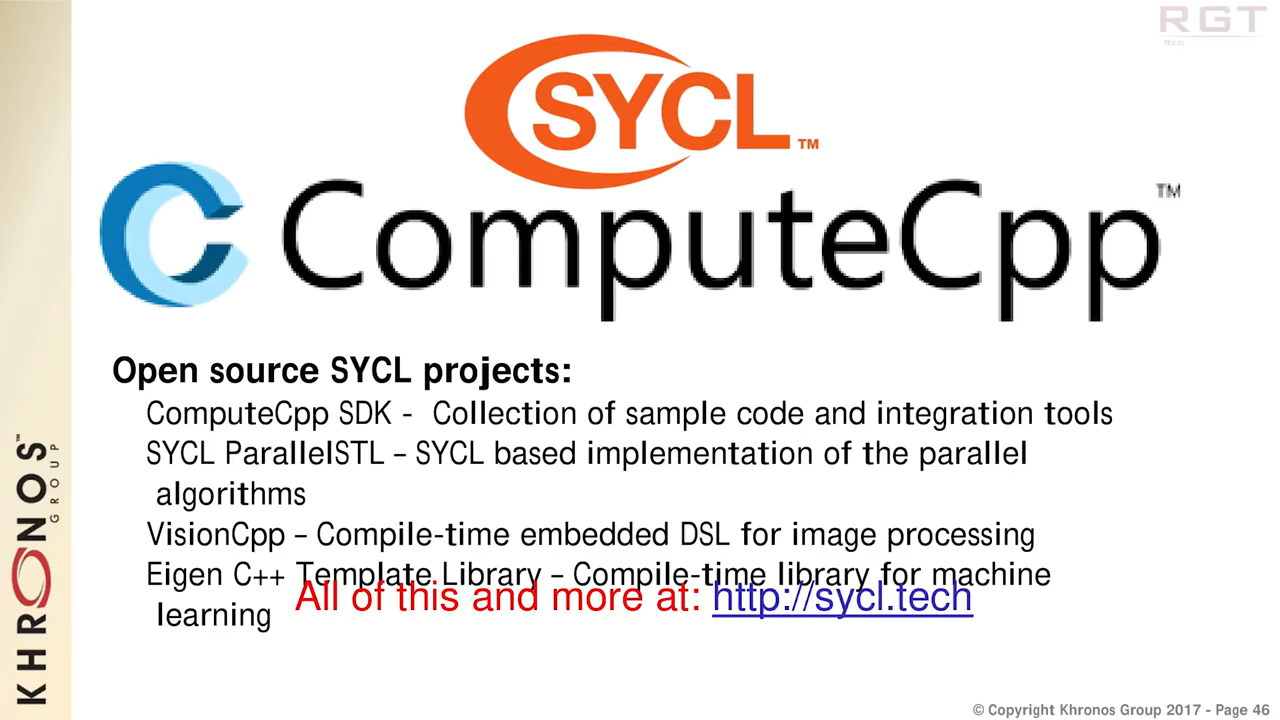 RGT
RED
SYCL™
ComputeCpp™
Open source SYCL projects:
ComputeCpp SDK - Collection of sample code and integration tools
SYCL ParallelSTL – SYCL based implementation of the parallel
algorithms
VisionCpp – Compile-time embedded DSL for image processing
Eigen C++ Template Library – Compile-time library for machine
learning
All of this and more at: http://sycl.tech
KHRONOS™
GROUP
© Copyright Khronos Group 2017 - Page 46